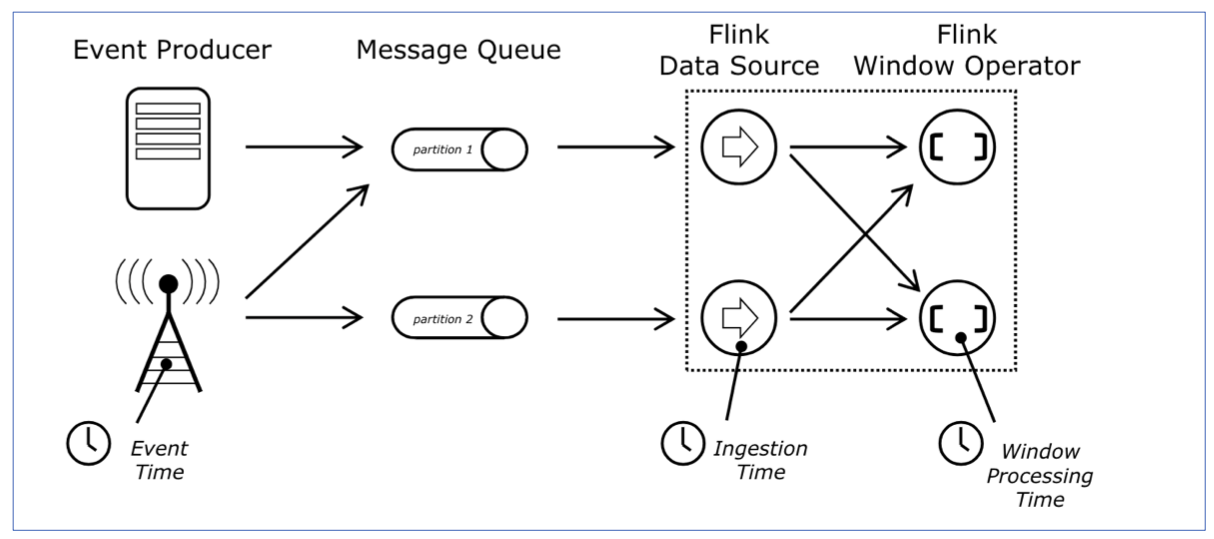 Event Producer
Message Queue
Flink
Data Source
Flink
Window Operator
partition 1
partition 2
Event
Time
Ingestion
Time
Window
Processing
Time